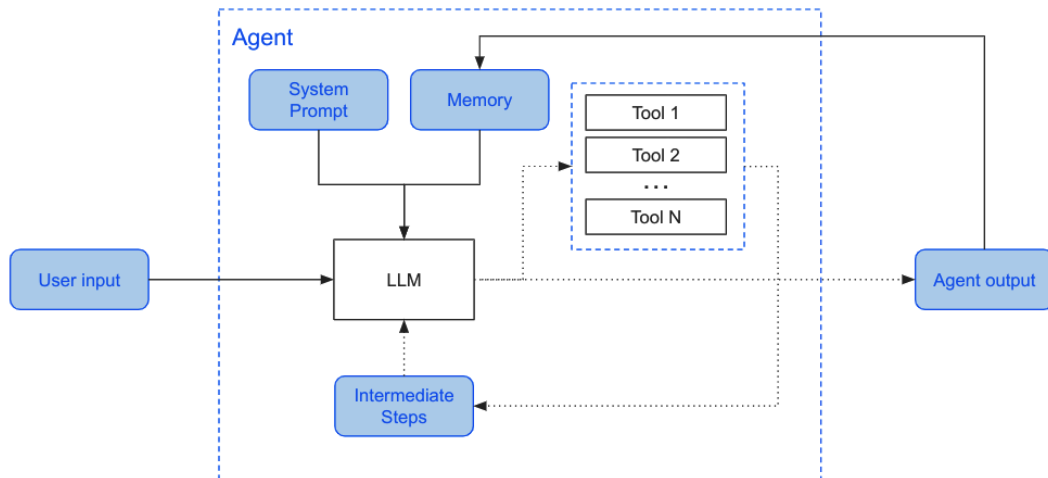 Agent
System
Prompt
Memory
Tool 1
Tool 2
...
Tool N
User input
LLM
Agent output
Intermediate
Steps